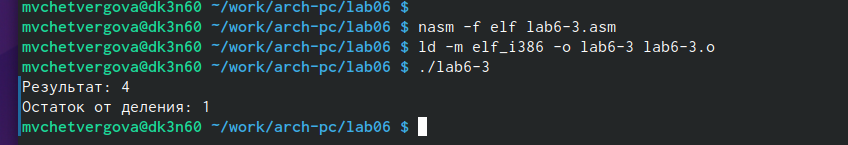 mvchetvergova@dk3n60 ~/work/arch-pc/lab06 $
mvchetvergova@dk3n60 ~/work/arch-pc/lab06 $ nasm -f elf lab6-3.asm
mvchetvergova@dk3n60 ~/work/arch-pc/lab06 $ ld -m elf_i386 -o lab6-3 lab6-3.o
mvchetvergova@dk3n60 ~/work/arch-pc/lab06 $ ./lab6-3
Результат: 4
Остаток от деления: 1
mvchetvergova@dk3n60 ~/work/arch-pc/lab06 $